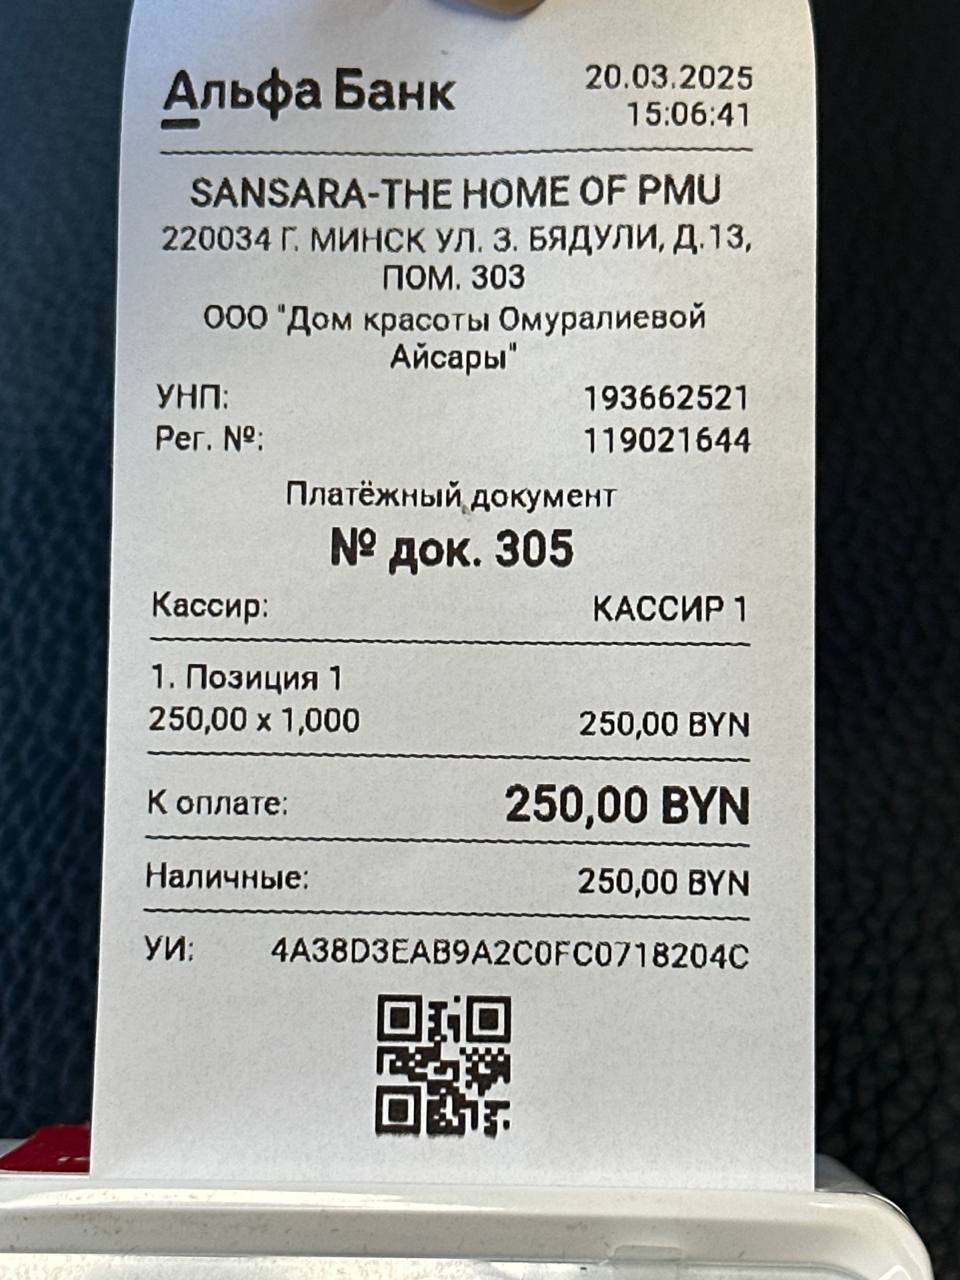 Альфа Банк
20.03.2025
15:06:41
SANSARA-THE HOME OF PMU
220034 Г. МИНСК УЛ. З. БЯДУЛИ, Д.13,
ПОМ. 303
ООО "Дом красоты Омуралиевой
Айсары"
УНП: 193662521
Рег. №: 119021644
Платёжный документ
№ док. 305
Кассир: КАССИР 1
1. Позиция 1
250,00 x 1,000 250,00 BYN
К оплате: 250,00 BYN
Наличные: 250,00 BYN
УИ: 4A38D3EAB9A2C0FC0718204C